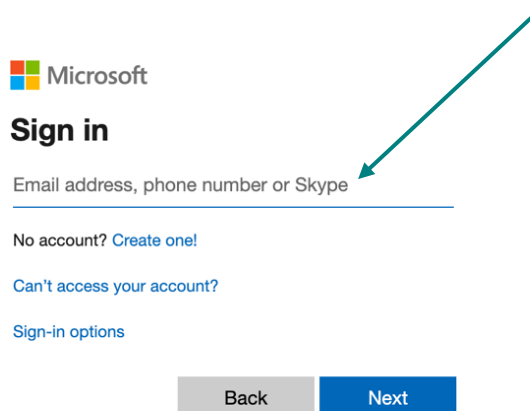 Microsoft
Sign in
Email address, phone number or Skype
No account? Create one!
Can't access your account?
Sign-in options
Back Next